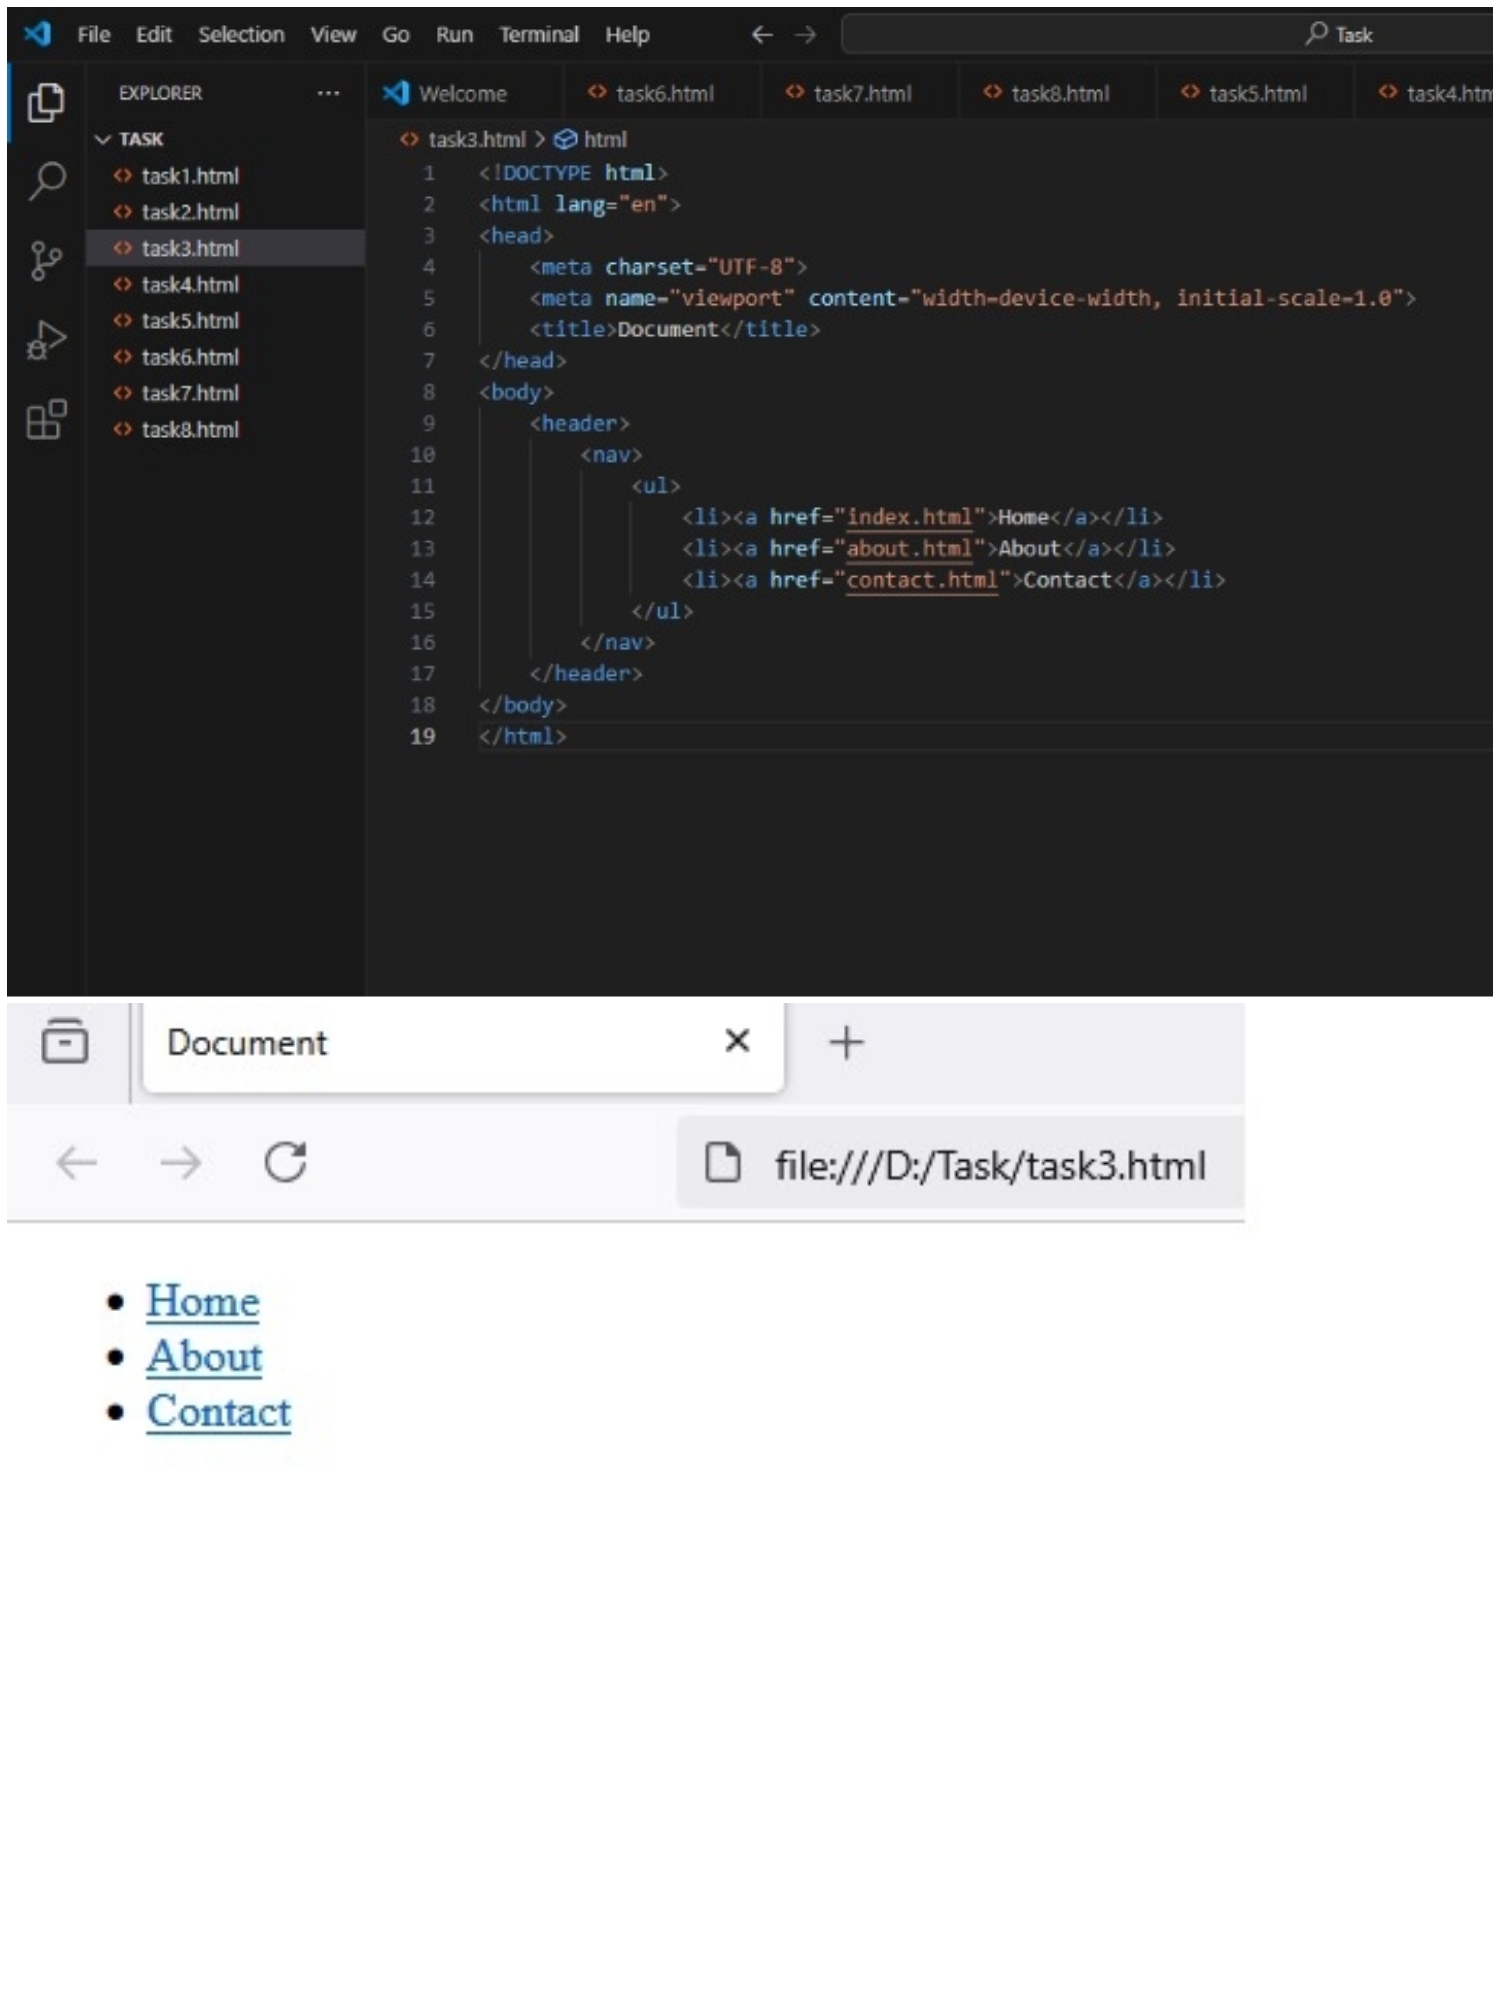 File Edit Selection View Go Run Terminal Help Task
EXPLORER ... Welcome task6.html task7.html task8.html task5.html task4.htm
TASK
task1.html
task2.html
task3.html
task4.html
task5.html
task6.html
task7.html
task8.html
task3.html > html
1 <!DOCTYPE html>
2 <html lang="en">
3 <head>
4 <meta charset="UTF-8">
5 <meta name="viewport" content="width=device-width, initial-scale=1.0">
6 <title>Document</title>
7 </head>
8 <body>
9 <header>
10 <nav>
11 <ul>
12 <li><a href="index.html">Home</a></li>
13 <li><a href="about.html">About</a></li>
14 <li><a href="contact.html">Contact</a></li>
15 </ul>
16 </nav>
17 </header>
18 </body>
19 </html>
Document
file:///D:/Task/task3.html
• Home
• About
• Contact